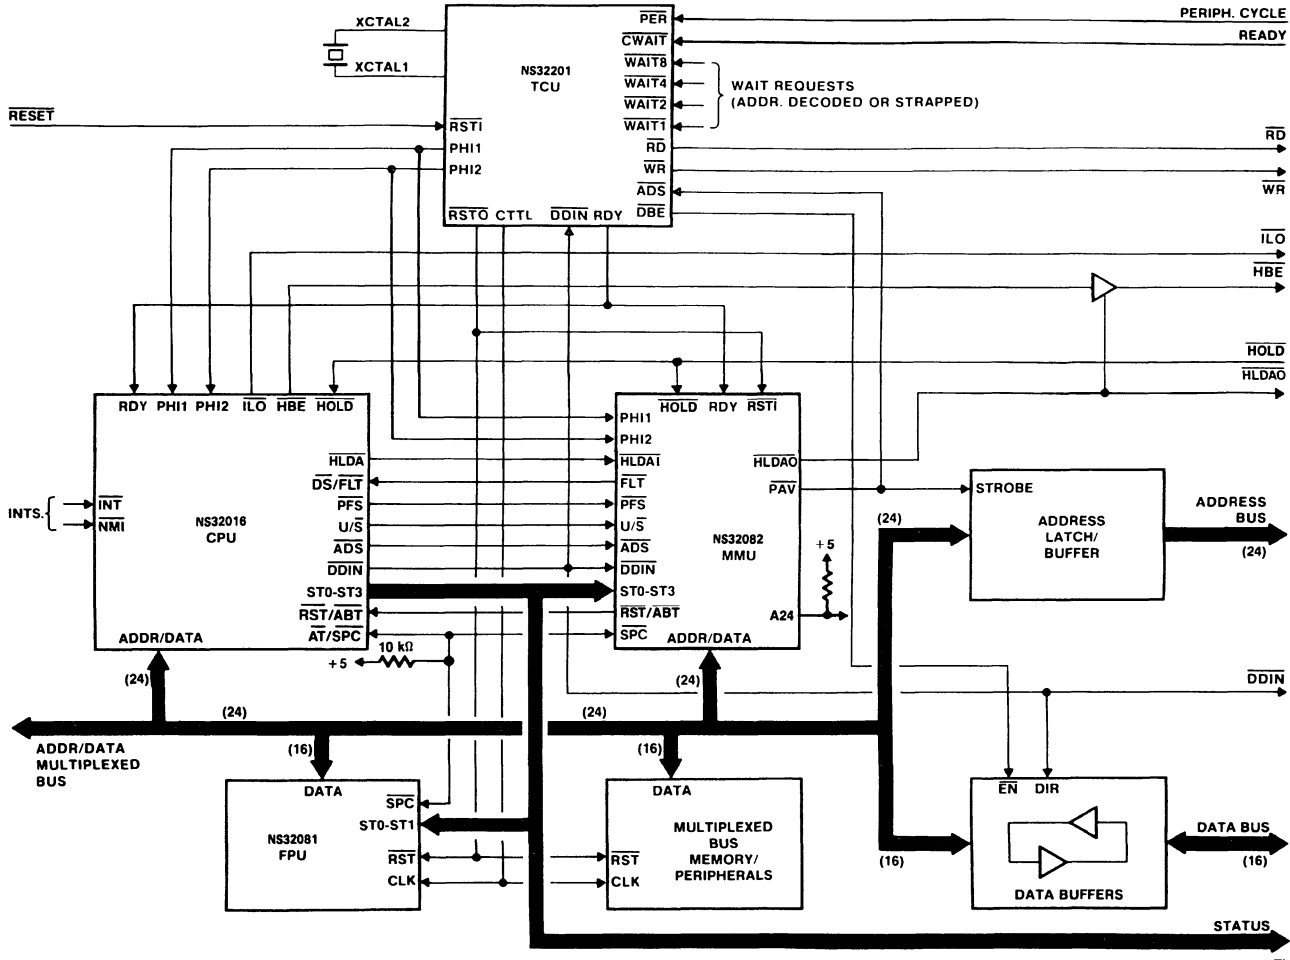 XCTAL2
XCTAL1
NS32201
TCU
PER
CWAIT
WAIT8
WAIT4
WAIT2
WAIT1
RD
WR
ADS
DBE
RSTI
PHI1
PHI2
RSTO CTTL DDIN RDY
PERIPH. CYCLE
READY
WAIT REQUESTS
(ADDR. DECODED OR STRAPPED)
RESET
RD
WR
ILO
HBE
HOLD
HLDAO
RDY PHI1 PHI2 ILO HBE HOLD
HLDA
DS/FLT
PFS
U/S
ADS
DDIN
ST0-ST3
RST/ABT
AT/SPC
INTS.
INT
NMI
NS32016
CPU
ADDR/DATA
HOLD RDY RSTI
PHI1
PHI2
HLDAI
FLT
PFS
U/S
ADS
DDIN
ST0-ST3
RST/ABT
SPC
HLDAO
PAV
NS32082
MMU
A24
ADDR/DATA
+5
STROBE
ADDRESS
LATCH/
BUFFER
ADDRESS
BUS
(24)
(24)
10 kΩ
+5
(24)
(24)
(24)
(24)
(16)
(16)
(16)
ADDR/DATA
MULTIPLEXED
BUS
DDIN
DATA
SPC
ST0-ST1
RST
CLK
NS32081
FPU
DATA
MULTIPLEXED
BUS
MEMORY/
PERIPHERALS
RST
CLK
EN DIR
DATA BUFFERS
DATA BUS
(16)
STATUS